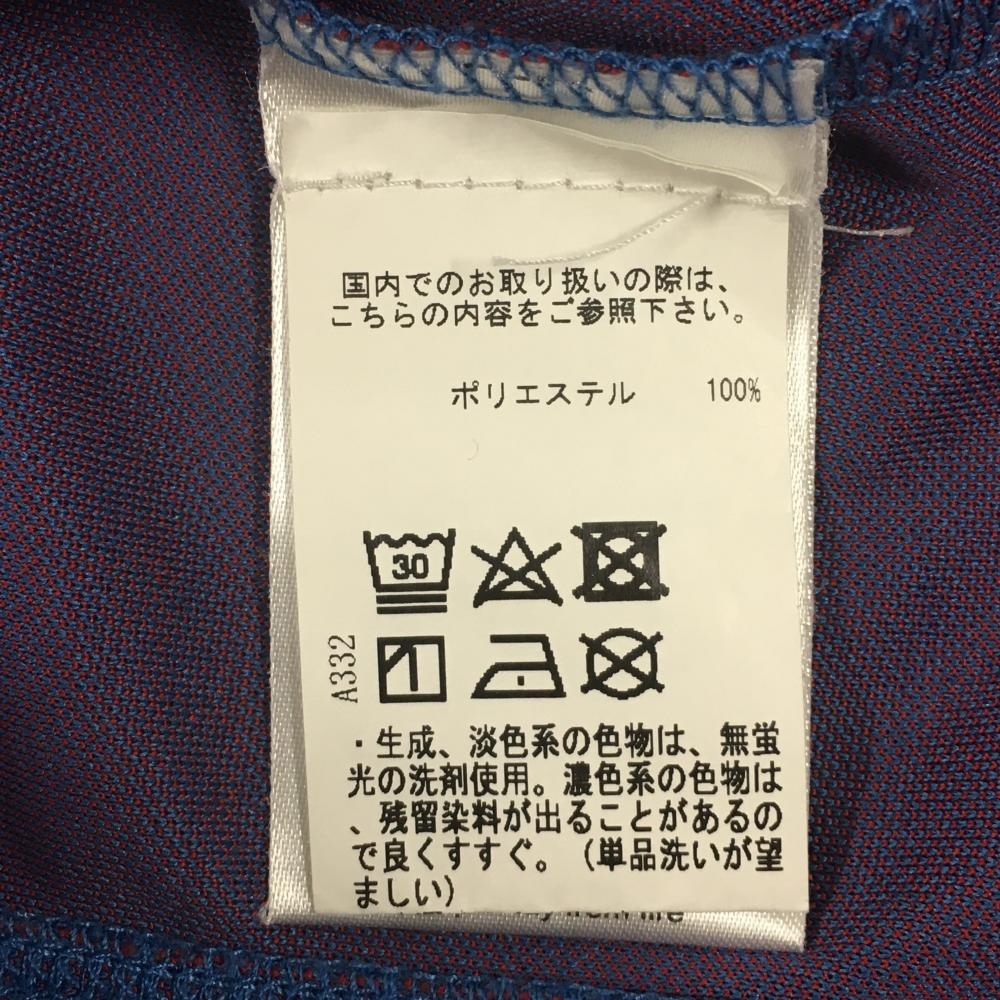 国内でのお取り扱いの際は、
こちらの内容をご参照下さい。
ポリエステル 100%
30
A332
・生成、淡色系の色物は、無蛍
光の洗剤使用。濃色系の色物は
、残留染料が出ることがあるの
で良くすすぐ。（単品洗いが望
ましい）